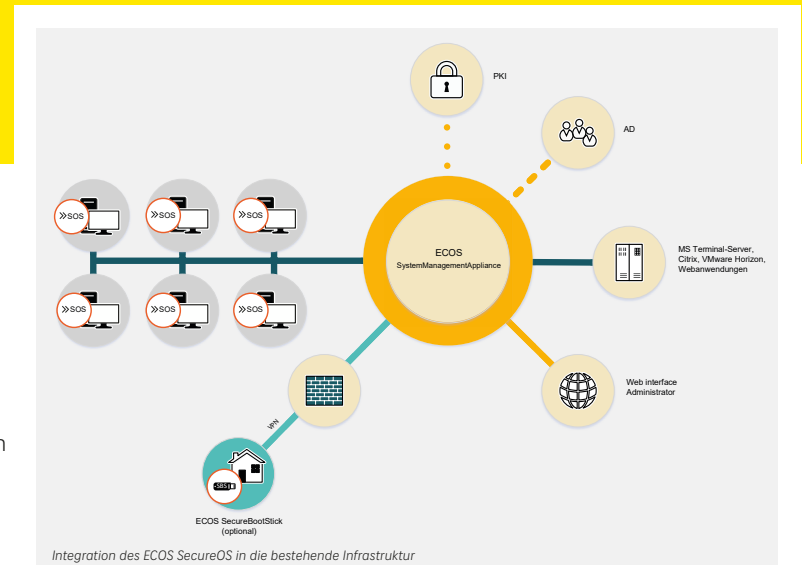 PKI
AD
»SOS
»SOS
»SOS
ECOS
SystemManagementAppliance
MS Terminal-Server,
Citrix, VMware Horizon,
Webanwendungen
»SOS
»SOS
»SOS
Web interface
Administrator
VPN
n
SBS
ECOS SecureBootStick
(optional)
Integration des ECOS SecureOS in die bestehende Infrastruktur